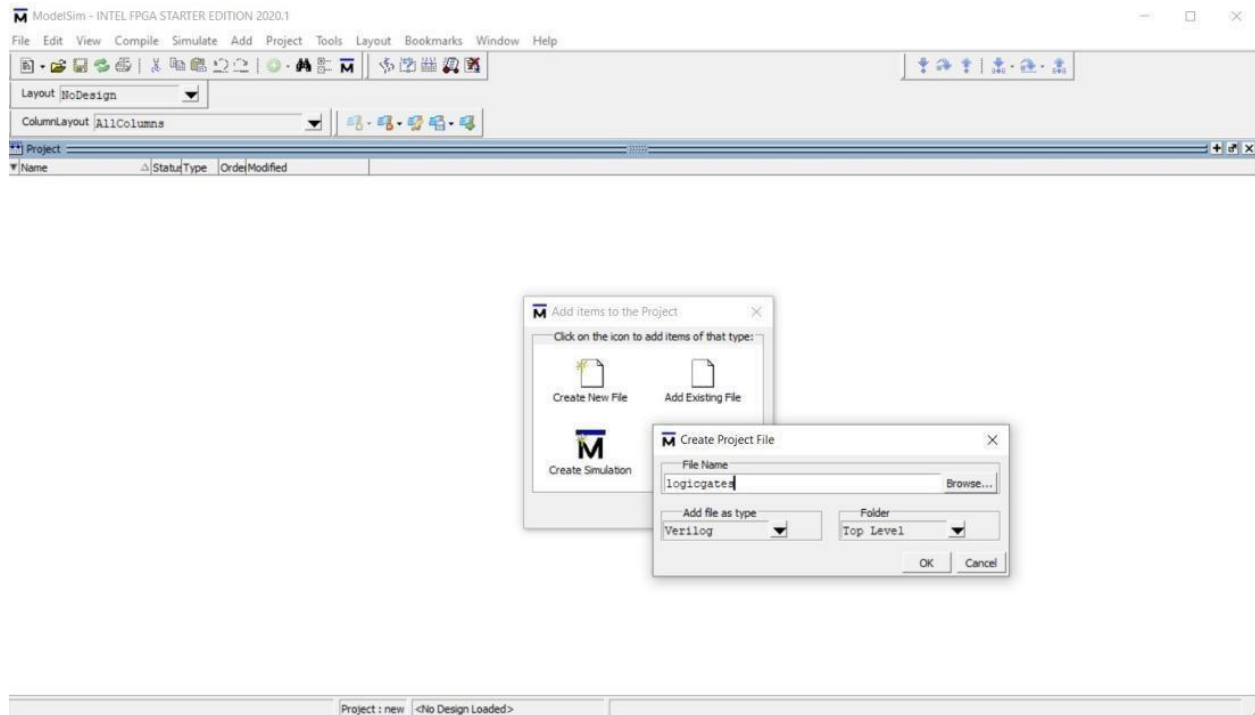 ModelSim - INTEL FPGA STARTER EDITION 2020.1
File Edit View Compile Simulate Add Project Tools Layout Bookmarks Window Help
Layout NoDesign
ColumnLayout AllColumns
Project
Name Statu Type Orde Modified
Add items to the Project
Click on the icon to add items of that type:
Create New File Add Existing File
Create Simulation
Create Project File
File Name
logicgates Browse...
Add file as type Folder
Verilog Top Level
OK Cancel
Project : new <No Design Loaded>